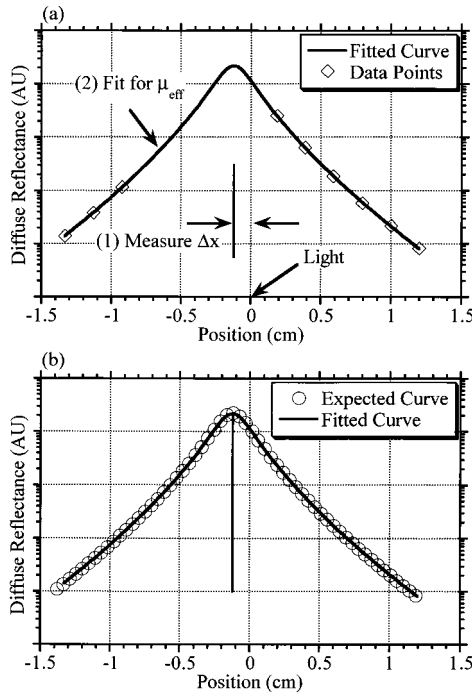 (a)
Fitted Curve
Data Points
(2) Fit for μeff
(1) Measure Δx
Light
Diffuse Reflectance (AU)
-1.5 -1 -0.5 0 0.5 1 1.5
Position (cm)
(b)
Expected Curve
Fitted Curve
Diffuse Reflectance (AU)
-1.5 -1 -0.5 0 0.5 1 1.5
Position (cm)